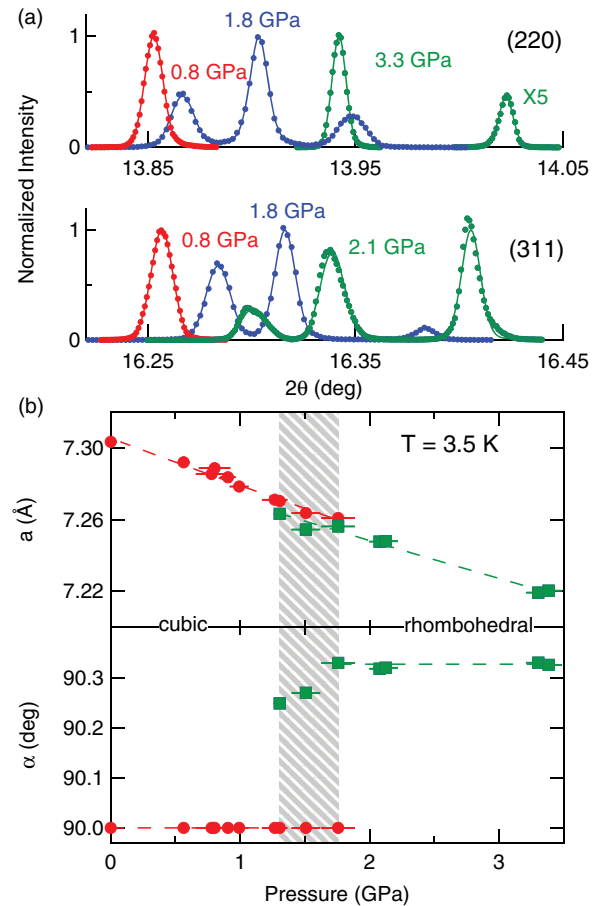 (a)
1.8 GPa
(220)
0.8 GPa
3.3 GPa
X5
1
0
13.85
13.95
14.05
Normalized Intensity
1.8 GPa
0.8 GPa
2.1 GPa
(311)
1
0
16.25
16.35
16.45
2θ (deg)
(b)
T = 3.5 K
7.30
7.26
7.22
a (Å)
cubic
rhombohedral
90.3
90.2
90.1
90.0
α (deg)
0
1
2
3
Pressure (GPa)